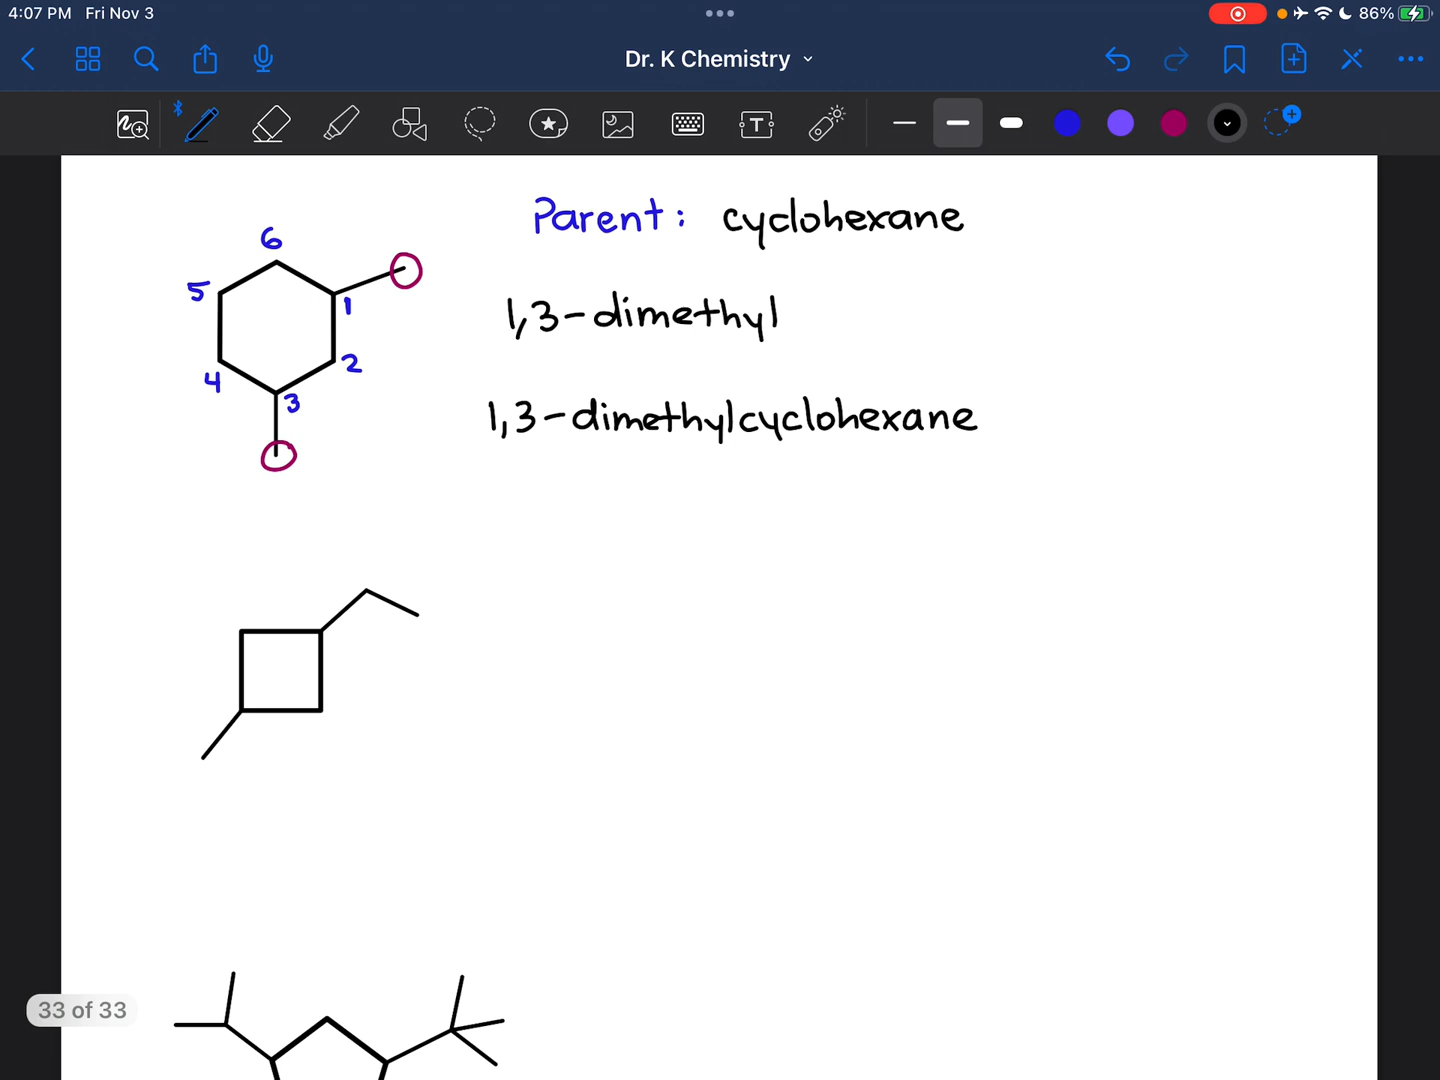 4:07 PM Fri Nov 3
86%
Dr. K Chemistry
T
Parent: cyclohexane
6
5
1
1,3-dimethyl
2
4
3
1,3-dimethylcyclohexane
33 of 33